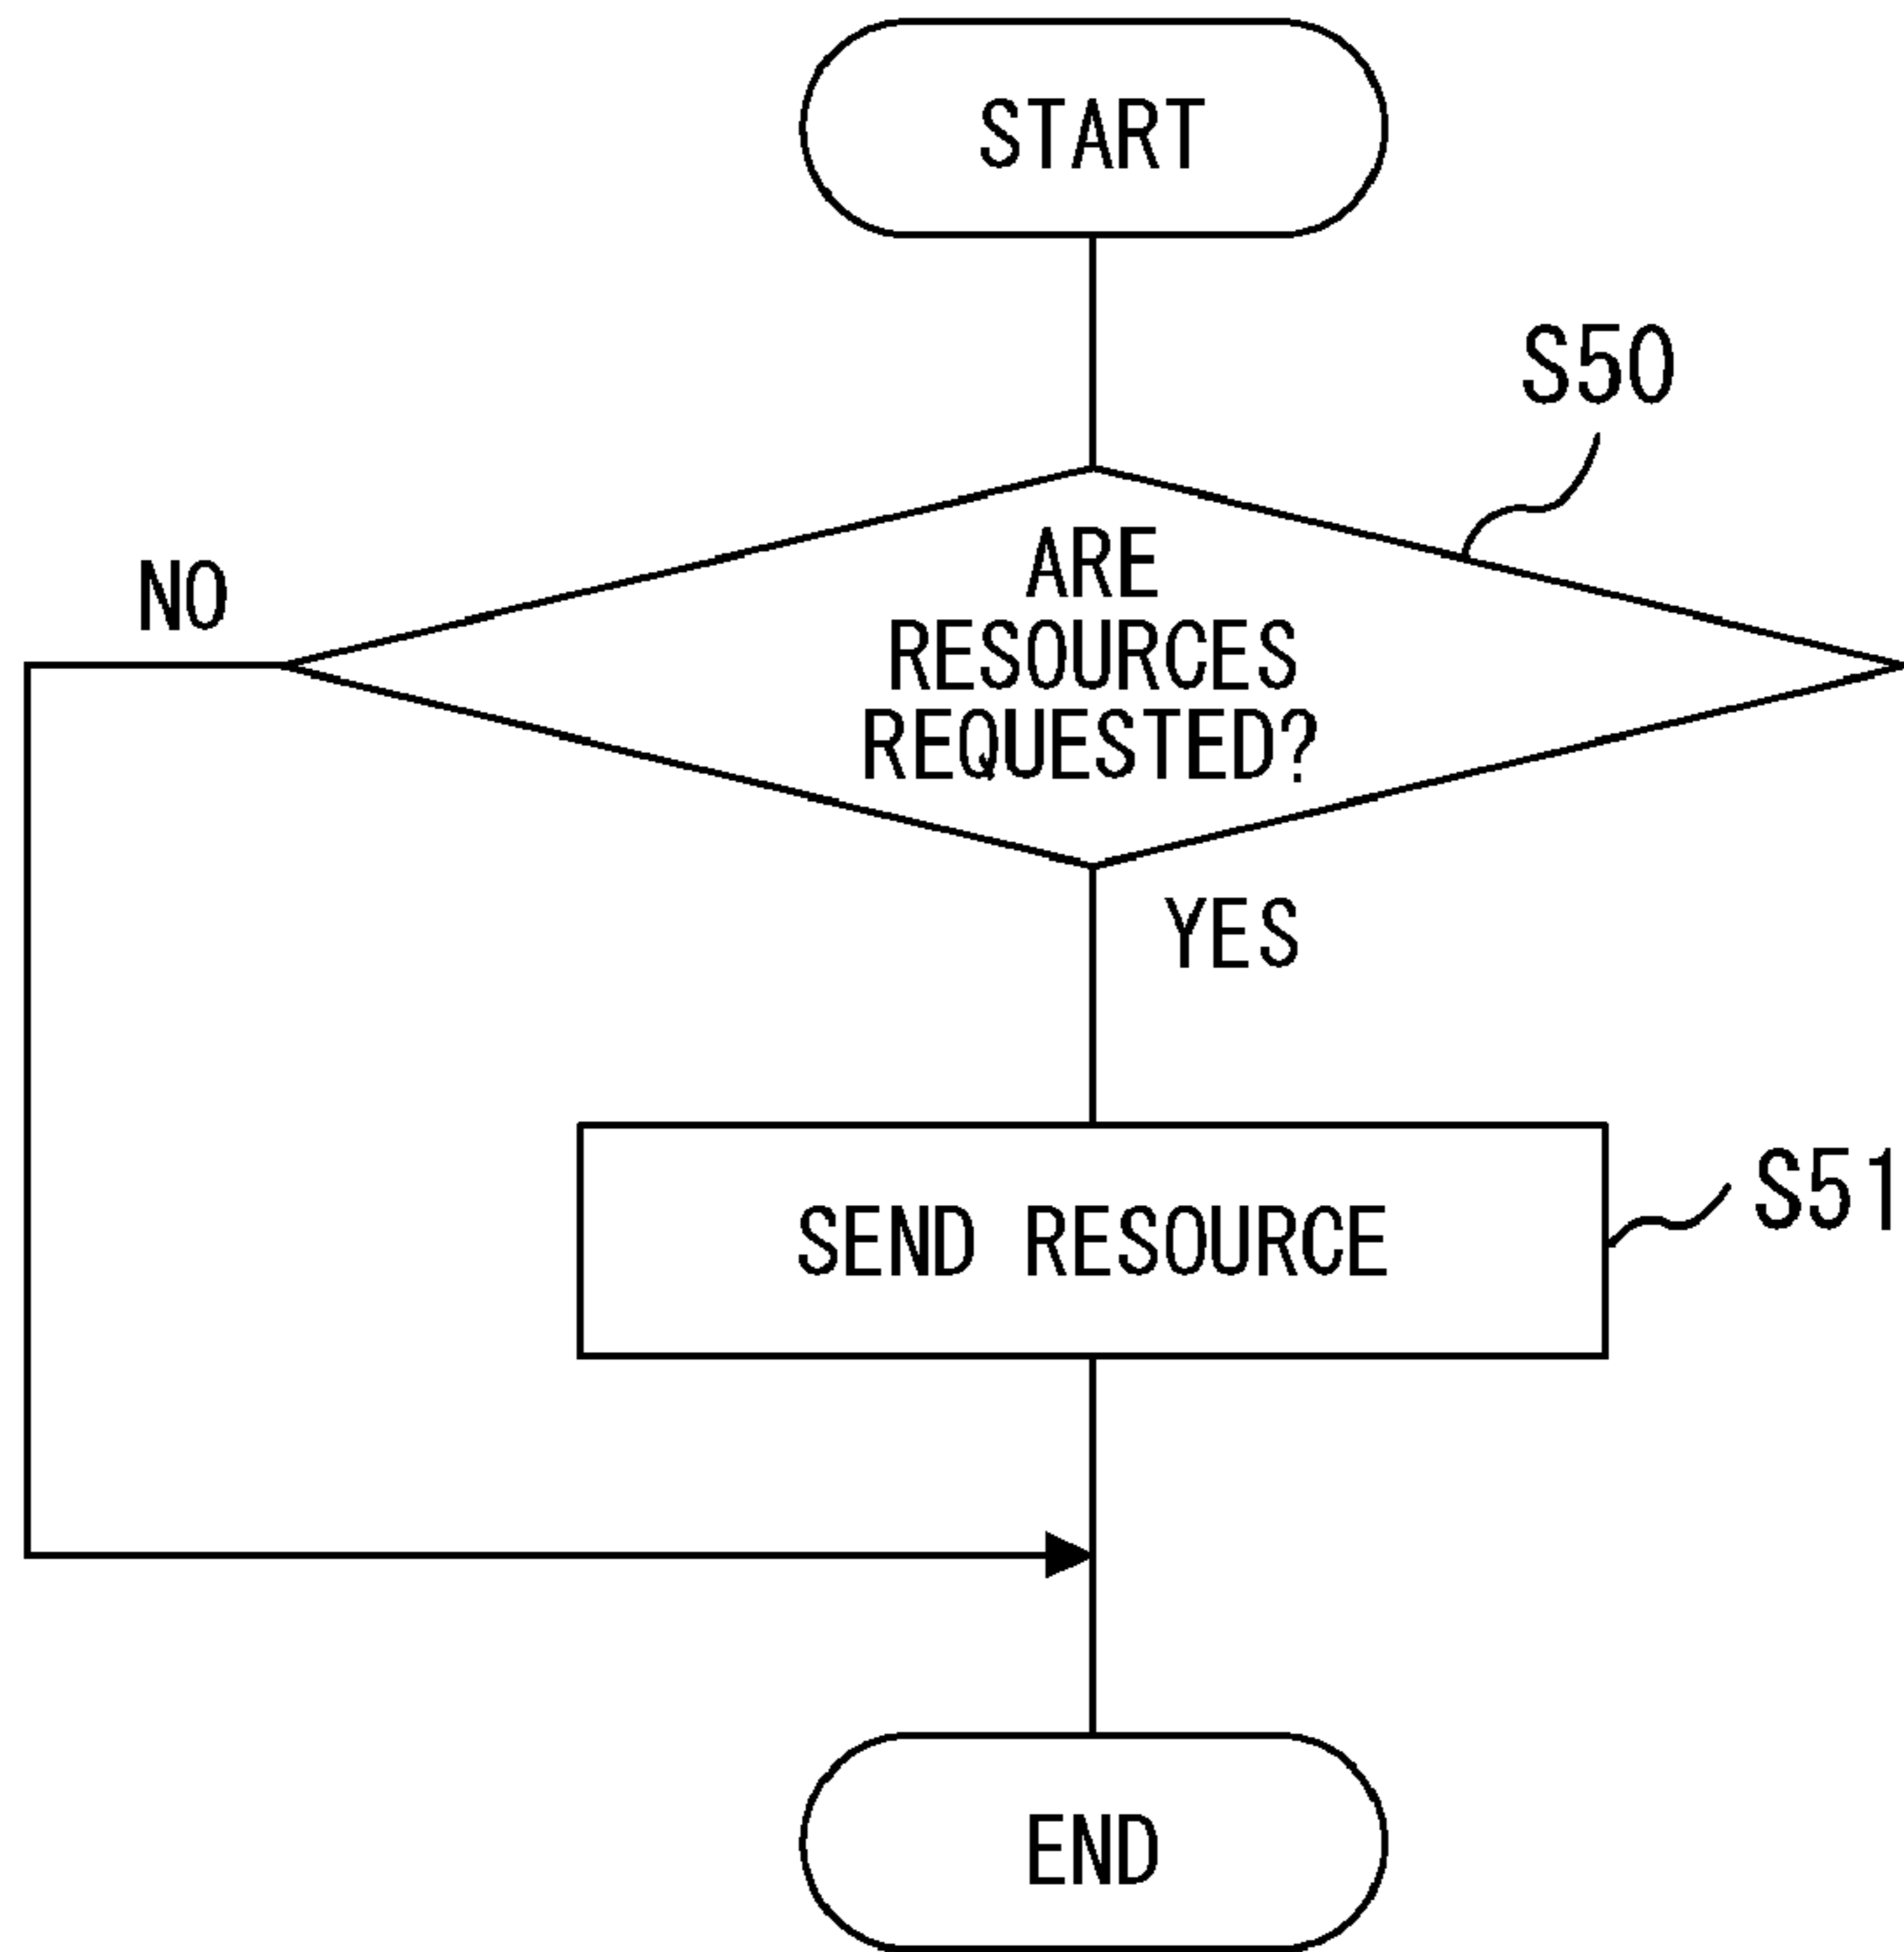 START
S50
ARE
RESOURCES
REQUESTED?
NO
YES
SEND RESOURCE
S51
END